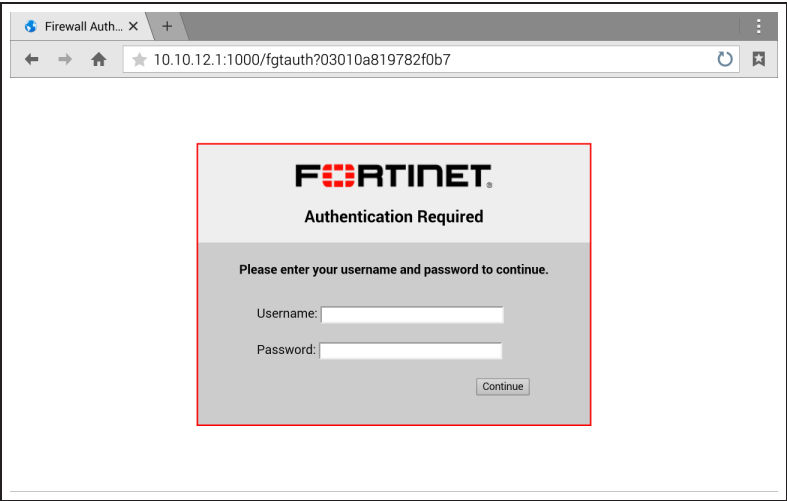 Firewall Auth...
10.10.12.1:1000/fgtauth?03010a819782f0b7
FORTINET®
Authentication Required
Please enter your username and password to continue.
Username:
Password:
Continue